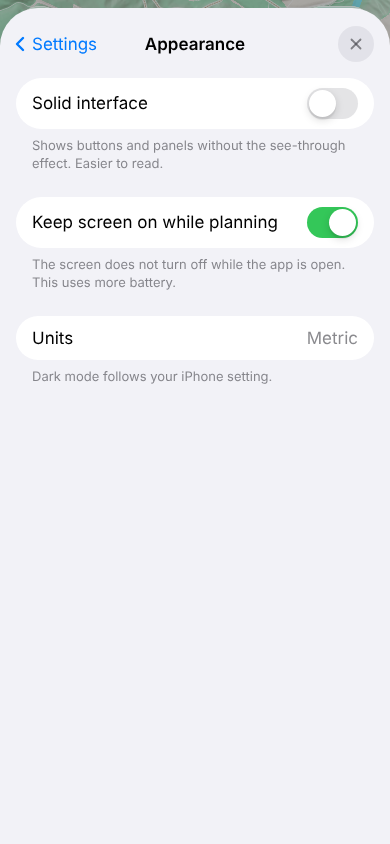 Settings
Appearance
Solid interface
Shows buttons and panels without the see-through
effect. Easier to read.
Keep screen on while planning
The screen does not turn off while the app is open.
This uses more battery.
Units
Metric
Dark mode follows your iPhone setting.